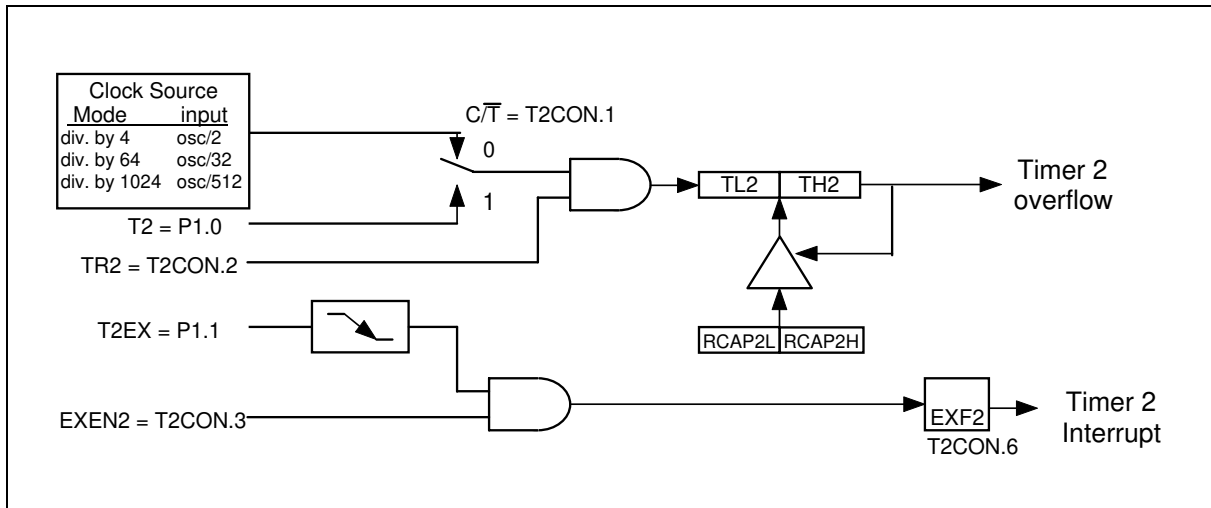 Clock Source
Mode input
div. by 4 osc/2
div. by 64 osc/32
div. by 1024 osc/512
C/T̅ = T2CON.1
0
1
T2 = P1.0
TR2 = T2CON.2
TL2 TH2
Timer 2
overflow
T2EX = P1.1
RCAP2L RCAP2H
EXEN2 = T2CON.3
EXF2
T2CON.6
Timer 2
Interrupt